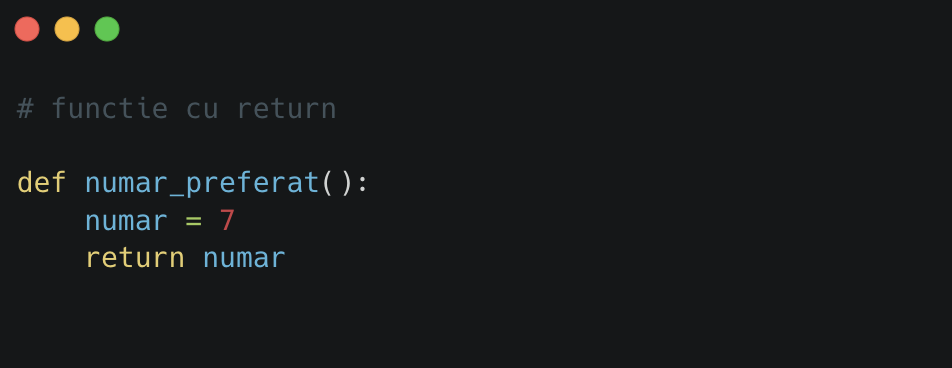 # functie cu return
def numar_preferat():
    numar = 7
    return numar